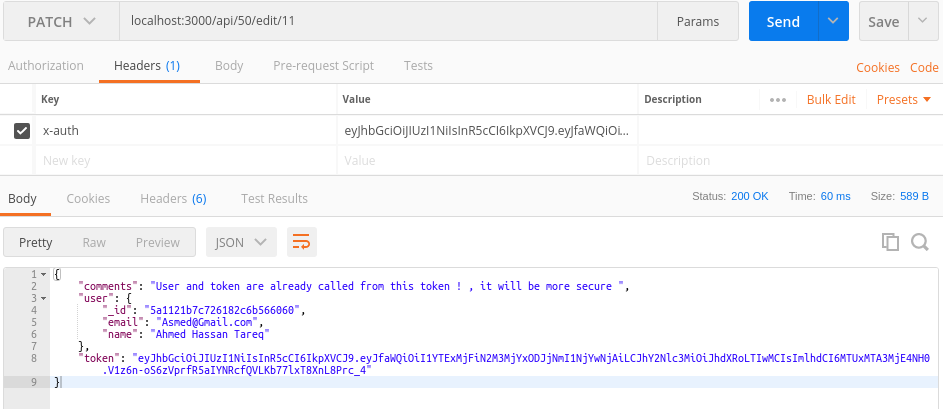 PATCH localhost:3000/api/50/edit/11 Params Send Save
Authorization Headers (1) Body Pre-request Script Tests Cookies Code
Key Value Description ••• Bulk Edit Presets
x-auth eyJhbGciOiJIUzI1NiIsInR5cCI6IkpXVCJ9.eyJfaWQiOi...
New key Value Description
Body Cookies Headers (6) Test Results Status: 200 OK Time: 60 ms Size: 589 B
Pretty Raw Preview JSON
1 {
2 "comments": "User and token are already called from this token ! , it will be more secure ",
3 "user": {
4 "_id": "5a1121b7c726182c6b566060",
5 "email": "Asmed@Gmail.com",
6 "name": "Ahmed Hassan Tareq"
7 },
8 "token": "eyJhbGciOiJIUzI1NiIsInR5cCI6IkpXVCJ9.eyJfaWQiOiI1YTExMjFiN2M3MjYxODJjNmI1NjYwNjAiLCJhY2Nlc3MiOiJhdXRoLTIwMCIsImlhdCI6MTUxMTA3MjE4NH0
.V1z6n-oS6zVprfR5aIYNRcfQVLKb77lxT8XnL8Prc_4"
9 }